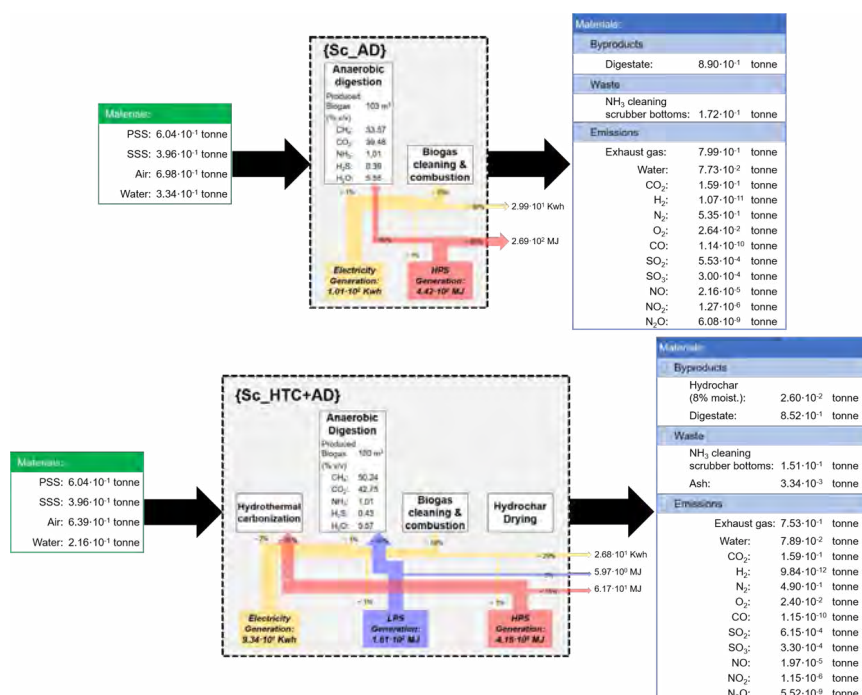 {Sc_AD}
Anaerobic
digestion
Produced
Biogas 103 m³
(% v/v)
CH₄: 53.57
CO₂: 39.48
NH₃: 1.01
H₂S: 0.39
H₂O: 5.56
Biogas
cleaning &
combustion
Materials:
PSS: 6.04·10⁻¹ tonne
SSS: 3.96·10⁻¹ tonne
Air: 6.98·10⁻¹ tonne
Water: 3.34·10⁻¹ tonne
~1%
2.99·10¹ Kwh
2.69·10² MJ
Electricity
Generation:
1.01·10² Kwh
HPS
Generation:
4.42·10² MJ
Materials:
Byproducts
Digestate: 8.90·10⁻¹ tonne
Waste
NH₃ cleaning
scrubber bottoms: 1.72·10⁻¹ tonne
Emissions
Exhaust gas: 7.99·10⁻¹ tonne
Water: 7.73·10⁻² tonne
CO₂: 1.59·10⁻¹ tonne
H₂: 1.07·10⁻¹¹ tonne
N₂: 5.35·10⁻¹ tonne
O₂: 2.64·10⁻² tonne
CO: 1.14·10⁻¹⁰ tonne
SO₂: 5.53·10⁻⁴ tonne
SO₃: 3.00·10⁻⁴ tonne
NO: 2.16·10⁻⁵ tonne
NO₂: 1.27·10⁻⁶ tonne
N₂O: 6.08·10⁻⁹ tonne
{Sc_HTC+AD}
Anaerobic
Digestion
Produced
Biogas 100 m³
(% v/v)
CH₄: 50.24
CO₂: 42.75
NH₃: 1.01
H₂S: 0.43
H₂O: 5.57
Hydrothermal
carbonization
Biogas
cleaning &
combustion
Hydrochar
Drying
Materials:
PSS: 6.04·10⁻¹ tonne
SSS: 3.96·10⁻¹ tonne
Air: 6.39·10⁻¹ tonne
Water: 2.16·10⁻¹ tonne
~1%
2.68·10¹ Kwh
5.97·10⁰ MJ
6.17·10¹ MJ
~1%
Electricity
Generation:
9.34·10¹ Kwh
LPS
Generation:
HPS
Generation:
Materials:
Byproducts
Hydrochar
(8% moist.): 2.60·10⁻² tonne
Digestate: 8.52·10⁻¹ tonne
Waste
NH₃ cleaning
scrubber bottoms: 1.51·10⁻¹ tonne
Ash: 3.34·10⁻³ tonne
Emissions
Exhaust gas: 7.53·10⁻¹ tonne
Water: 7.89·10⁻² tonne
CO₂: 1.59·10⁻¹ tonne
H₂: 9.84·10⁻¹² tonne
N₂: 4.90·10⁻¹ tonne
O₂: 2.40·10⁻² tonne
CO: 1.15·10⁻¹⁰ tonne
SO₂: 6.15·10⁻⁴ tonne
SO₃: 3.30·10⁻⁴ tonne
NO: 1.97·10⁻⁵ tonne
NO₂: 1.15·10⁻⁶ tonne
N₂O: 5.52·10⁻⁹ tonne